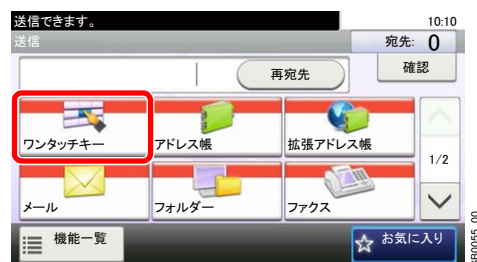 送信できます。
10:10
送信
宛先: 0
再宛先
確認
ワンタッチキー
アドレス帳
拡張アドレス帳
1/2
メール
フォルダー
ファクス
機能一覧
お気に入り
GB0055_00